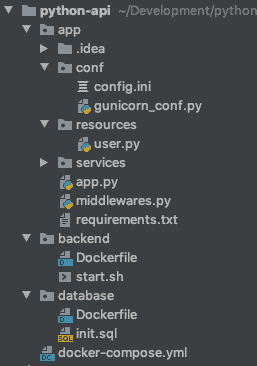 python-api ~/Development/python
app
.idea
conf
config.ini
gunicorn_conf.py
resources
user.py
services
app.py
middlewares.py
requirements.txt
backend
Dockerfile
start.sh
database
Dockerfile
init.sql
docker-compose.yml